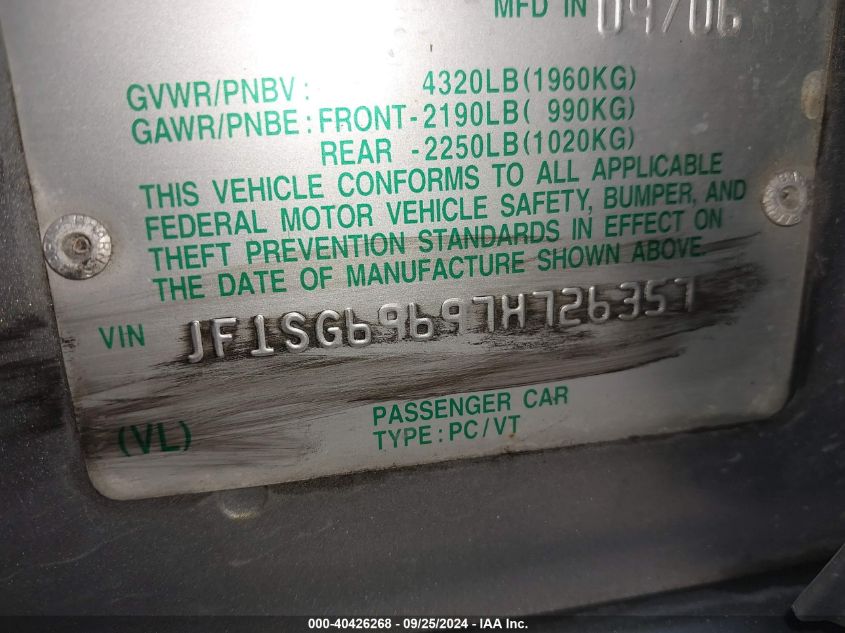 MFD IN 09/06
GVWR/PNBV: 4320LB(1960KG)
GAWR/PNBE: FRONT-2190LB( 990KG)
REAR -2250LB(1020KG)
THIS VEHICLE CONFORMS TO ALL APPLICABLE
FEDERAL MOTOR VEHICLE SAFETY, BUMPER, AND
THEFT PREVENTION STANDARDS IN EFFECT ON
THE DATE OF MANUFACTURE SHOWN ABOVE.
VIN JF1SG69697H726357
(VL)
PASSENGER CAR
TYPE: PC/VT
000-40426268 - 09/25/2024 - IAA Inc.